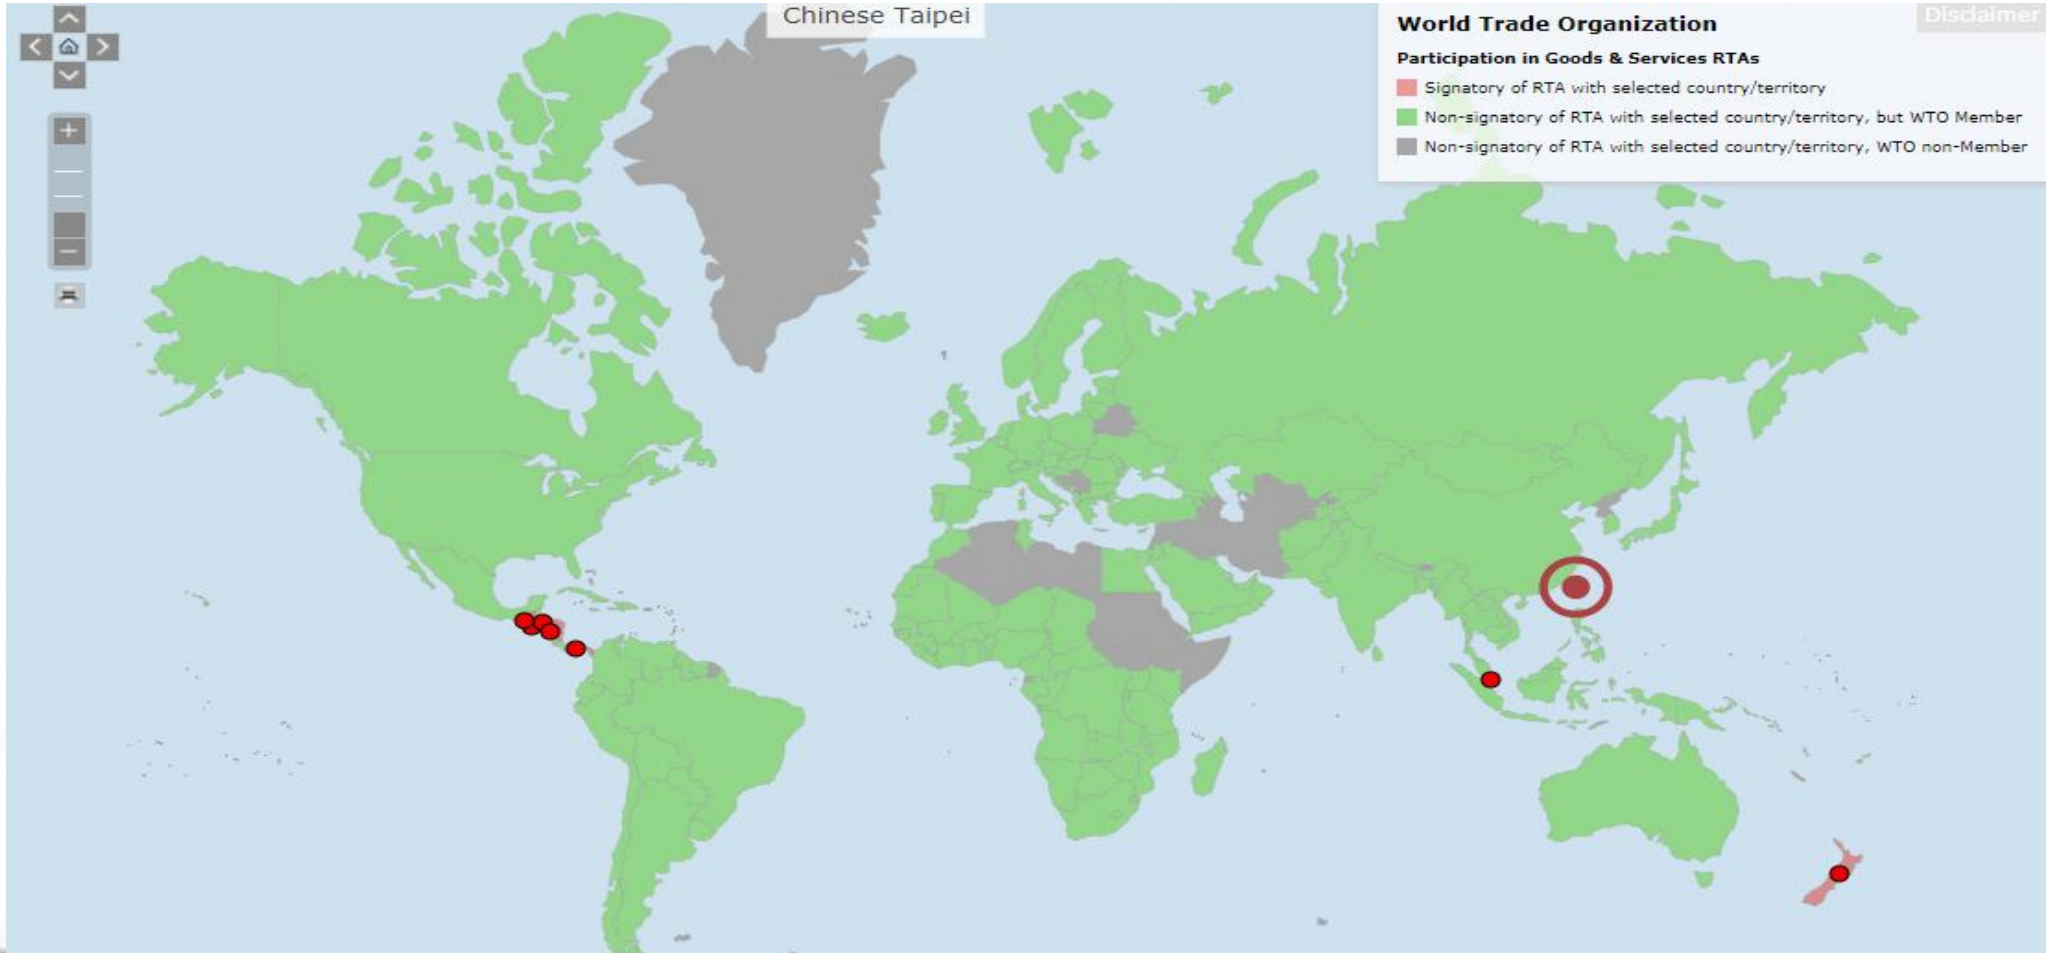 Chinese Taipei
Disclaimer
World Trade Organization
Participation in Goods & Services RTAs
Signatory of RTA with selected country/territory
Non-signatory of RTA with selected country/territory, but WTO Member
Non-signatory of RTA with selected country/territory, WTO non-Member